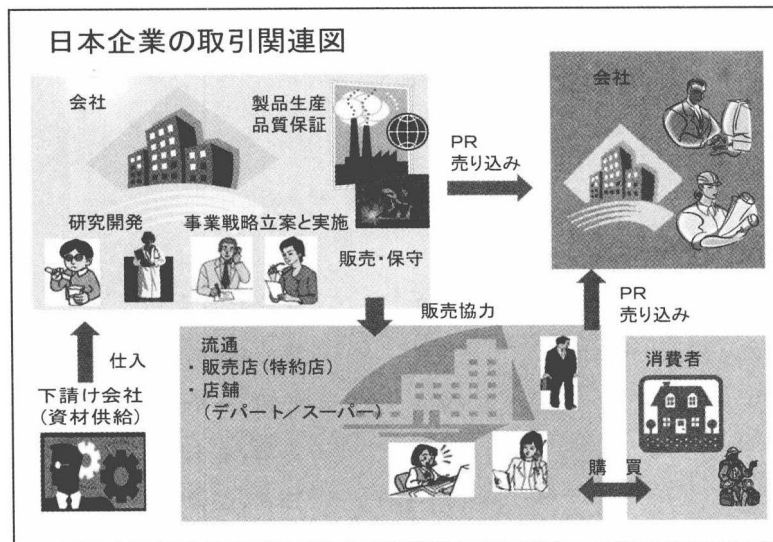 日本企業の取引関連図
会社
製品生産
品質保証
研究開発
事業戦略立案と実施
販売・保守
PR
売り込み
会社
仕入
下請け会社
(資材供給)
販売協力
PR
売り込み
流通
・販売店(特約店)
・店舗
(デパート/スーパー)
消費者
購 買